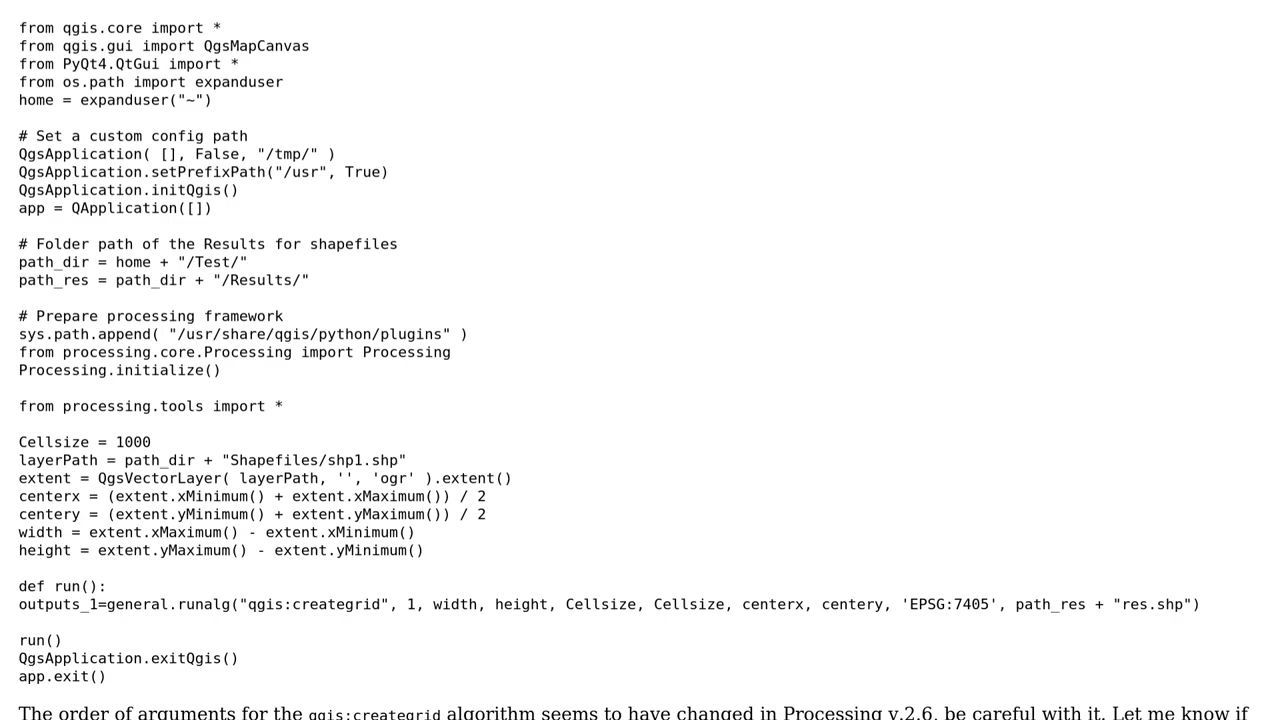 from qgis.core import *
from qgis.gui import QgsMapCanvas
from PyQt4.QtGui import *
from os.path import expanduser
home = expanduser("~")
# Set a custom config path
QgsApplication( [], False, "/tmp/" )
QgsApplication.setPrefixPath("/usr", True)
QgsApplication.initQgis()
app = QApplication([])
# Folder path of the Results for shapefiles
path_dir = home + "/Test/"
path_res = path_dir + "/Results/"
# Prepare processing framework
sys.path.append( "/usr/share/qgis/python/plugins" )
from processing.core.Processing import Processing
Processing.initialize()
from processing.tools import *
Cellsize = 1000
layerPath = path_dir + "Shapefiles/shp1.shp"
extent = QgsVectorLayer( layerPath, '', 'ogr' ).extent()
centerx = (extent.xMinimum() + extent.xMaximum()) / 2
centery = (extent.yMinimum() + extent.yMaximum()) / 2
width = extent.xMaximum() - extent.xMinimum()
height = extent.yMaximum() - extent.yMinimum()
def run():
outputs_1=general.runalg("qgis:creategrid", 1, width, height, Cellsize, Cellsize, centerx, centery, 'EPSG:7405', path_res + "res.shp")
run()
QgsApplication.exitQgis()
app.exit()
The order of arguments for the qgis:creategrid algorithm seems to have changed in Processing v.2.6, be careful with it. Let me know if